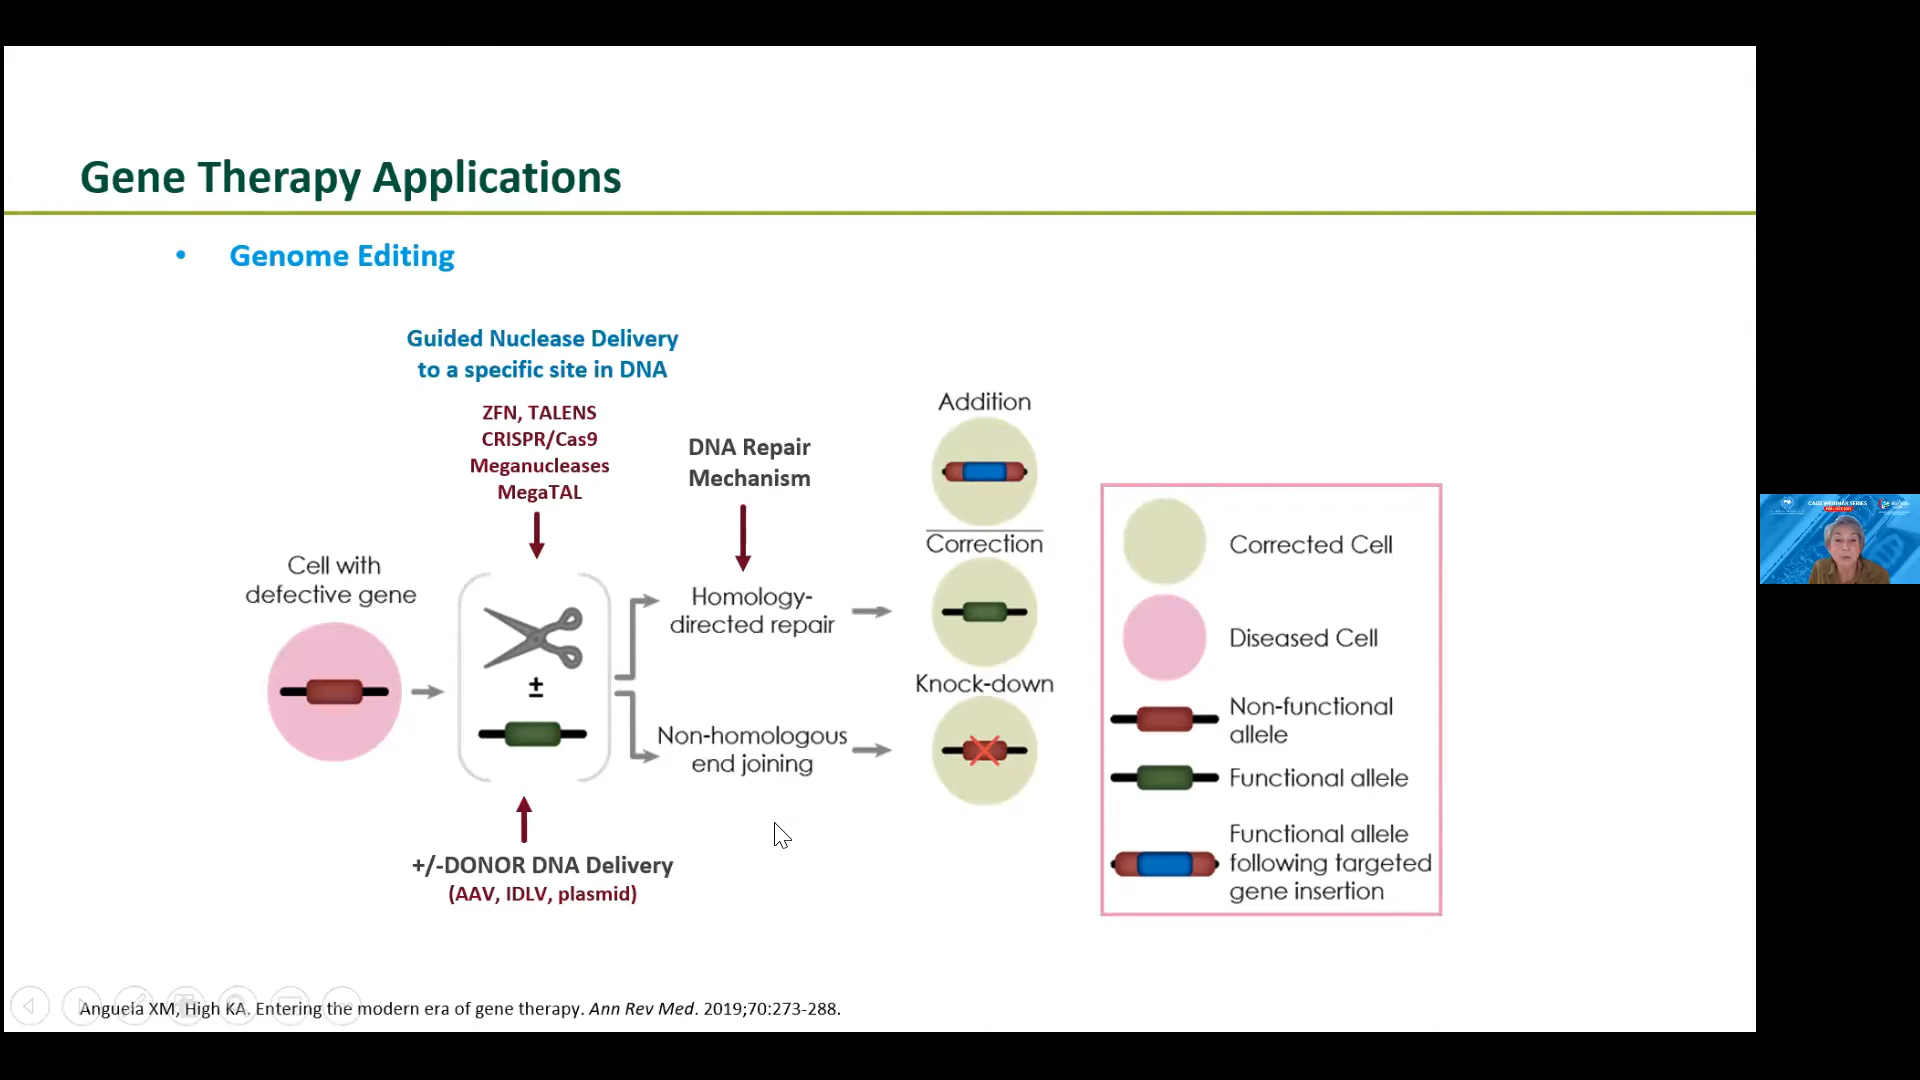 Gene Therapy Applications
• Genome Editing
Guided Nuclease Delivery
to a specific site in DNA
ZFN, TALENS
CRISPR/Cas9
Meganucleases
MegaTAL
DNA Repair
Mechanism
Cell with
defective gene
±
+/-DONOR DNA Delivery
(AAV, IDLV, plasmid)
Homology-
directed repair
Non-homologous
end joining
Addition
Correction
Knock-down
Corrected Cell
Diseased Cell
Non-functional
allele
Functional allele
Functional allele
following targeted
gene insertion
Anguela XM, High KA. Entering the modern era of gene therapy. Ann Rev Med. 2019;70:273-288.
CAGS WEBINAR SERIES